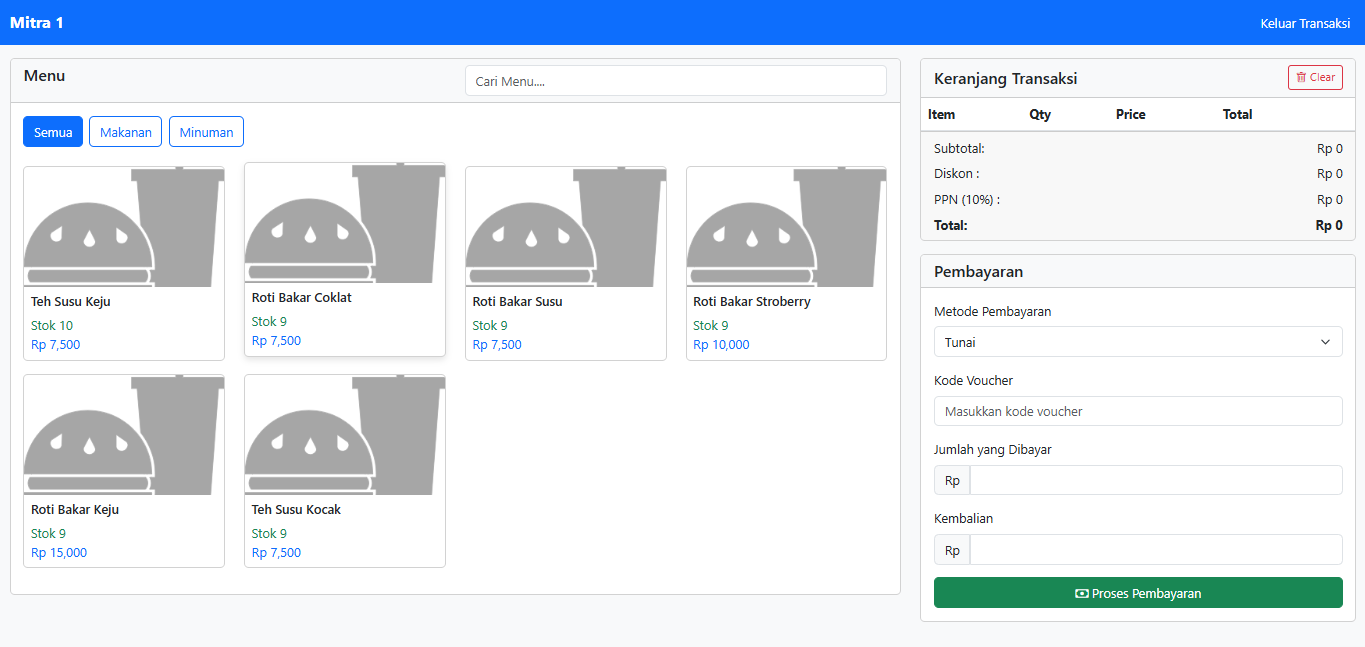 Mitra 1
Keluar Transaksi
Menu
Cari Menu....
Semua
Makanan
Minuman
Teh Susu Keju
Stok 10
Rp 7,500
Roti Bakar Coklat
Stok 9
Rp 7,500
Roti Bakar Susu
Stok 9
Rp 7,500
Roti Bakar Stroberry
Stok 9
Rp 10,000
Roti Bakar Keju
Stok 9
Rp 15,000
Teh Susu Kocak
Stok 9
Rp 7,500
Keranjang Transaksi
Clear
Item Qty Price Total
Subtotal: Rp 0
Diskon : Rp 0
PPN (10%) : Rp 0
Total: Rp 0
Pembayaran
Metode Pembayaran
Tunai
Kode Voucher
Masukkan kode voucher
Jumlah yang Dibayar
Rp
Kembalian
Rp
Proses Pembayaran